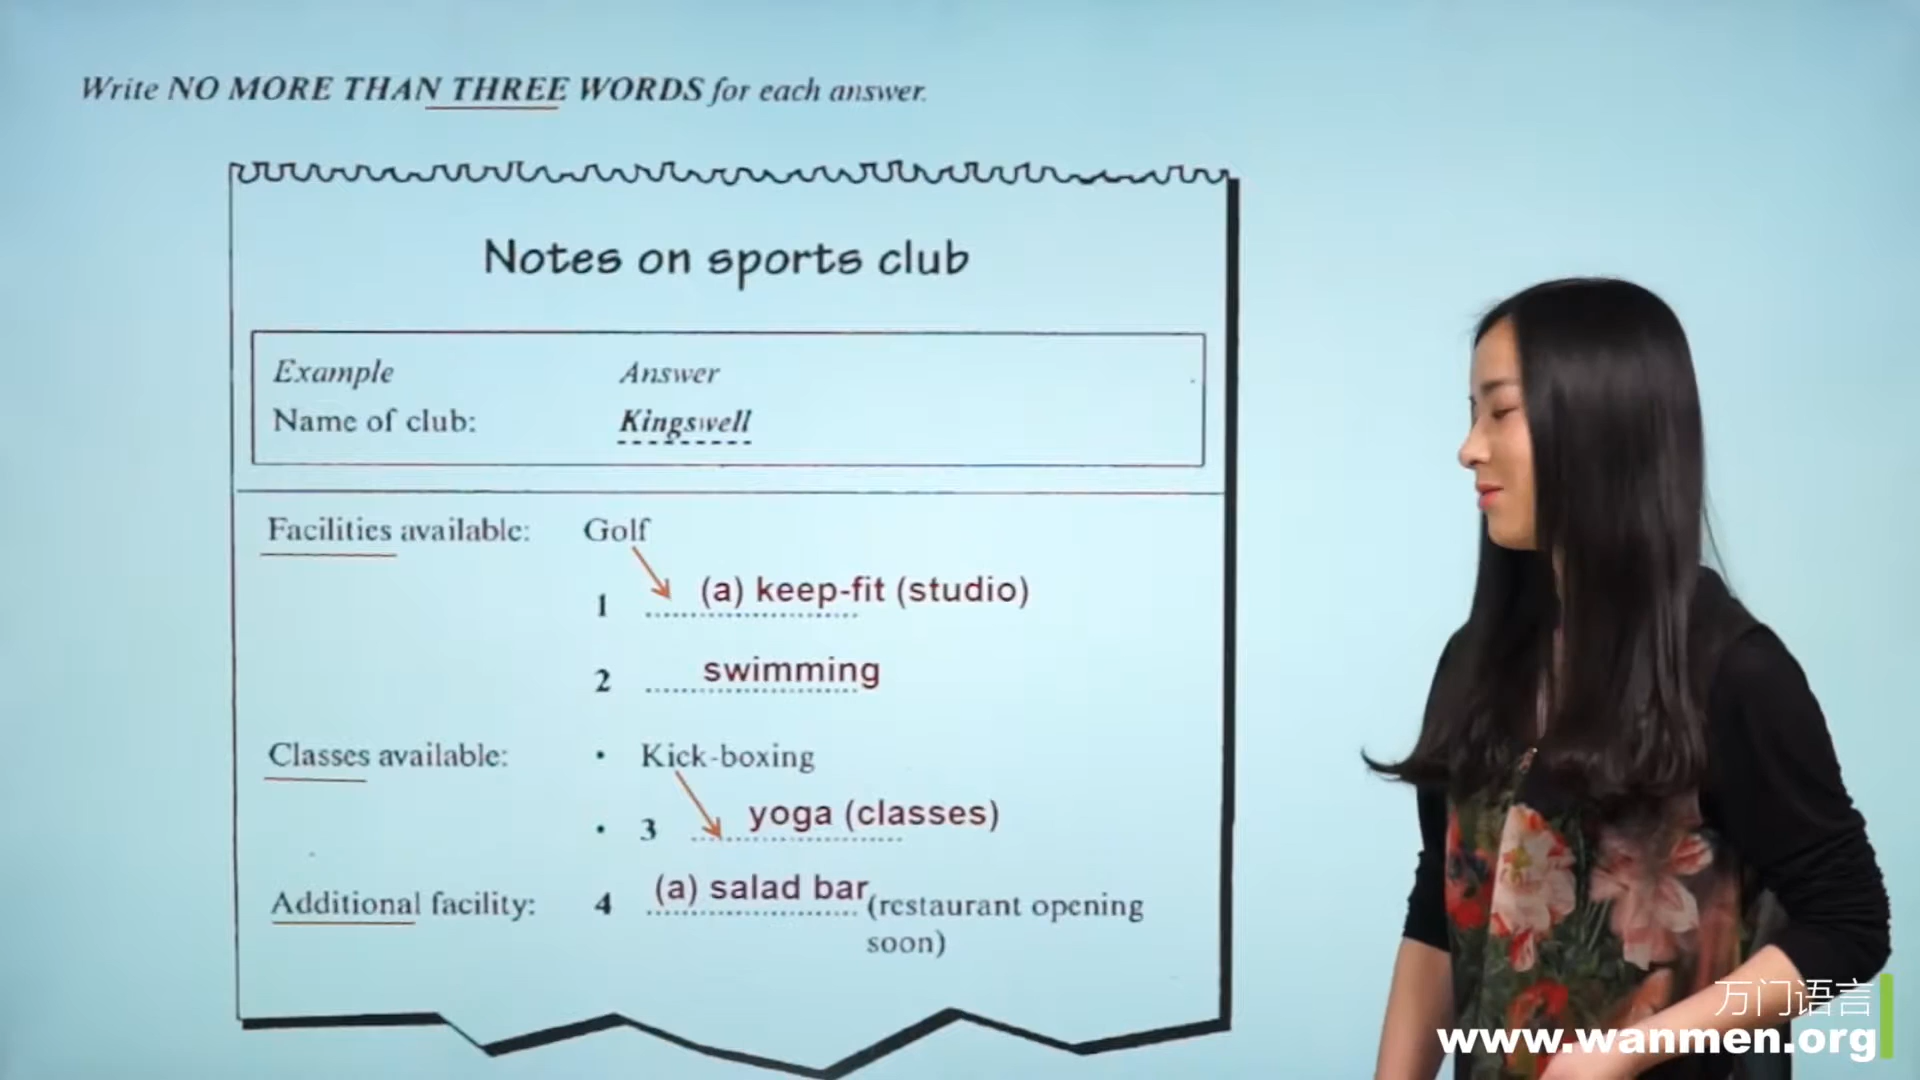 Write NO MORE THAN THREE WORDS for each answer.
Notes on sports club
Example Answer
Name of club: Kingswell
Facilities available: Golf
1 (a) keep-fit (studio)
2 swimming
Classes available: • Kick-boxing
• 3 yoga (classes)
Additional facility: 4 (a) salad bar (restaurant opening
soon)
万门语言
www.wanmen.org